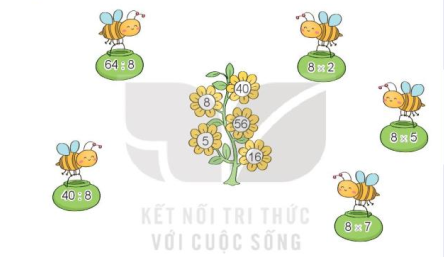 64 : 8
8 x 2
40
8
8 x 5
56
5
16
40 : 8
8 x 7
KẾT NỐI TRI THỨC
VỚI CUỘC SỐNG